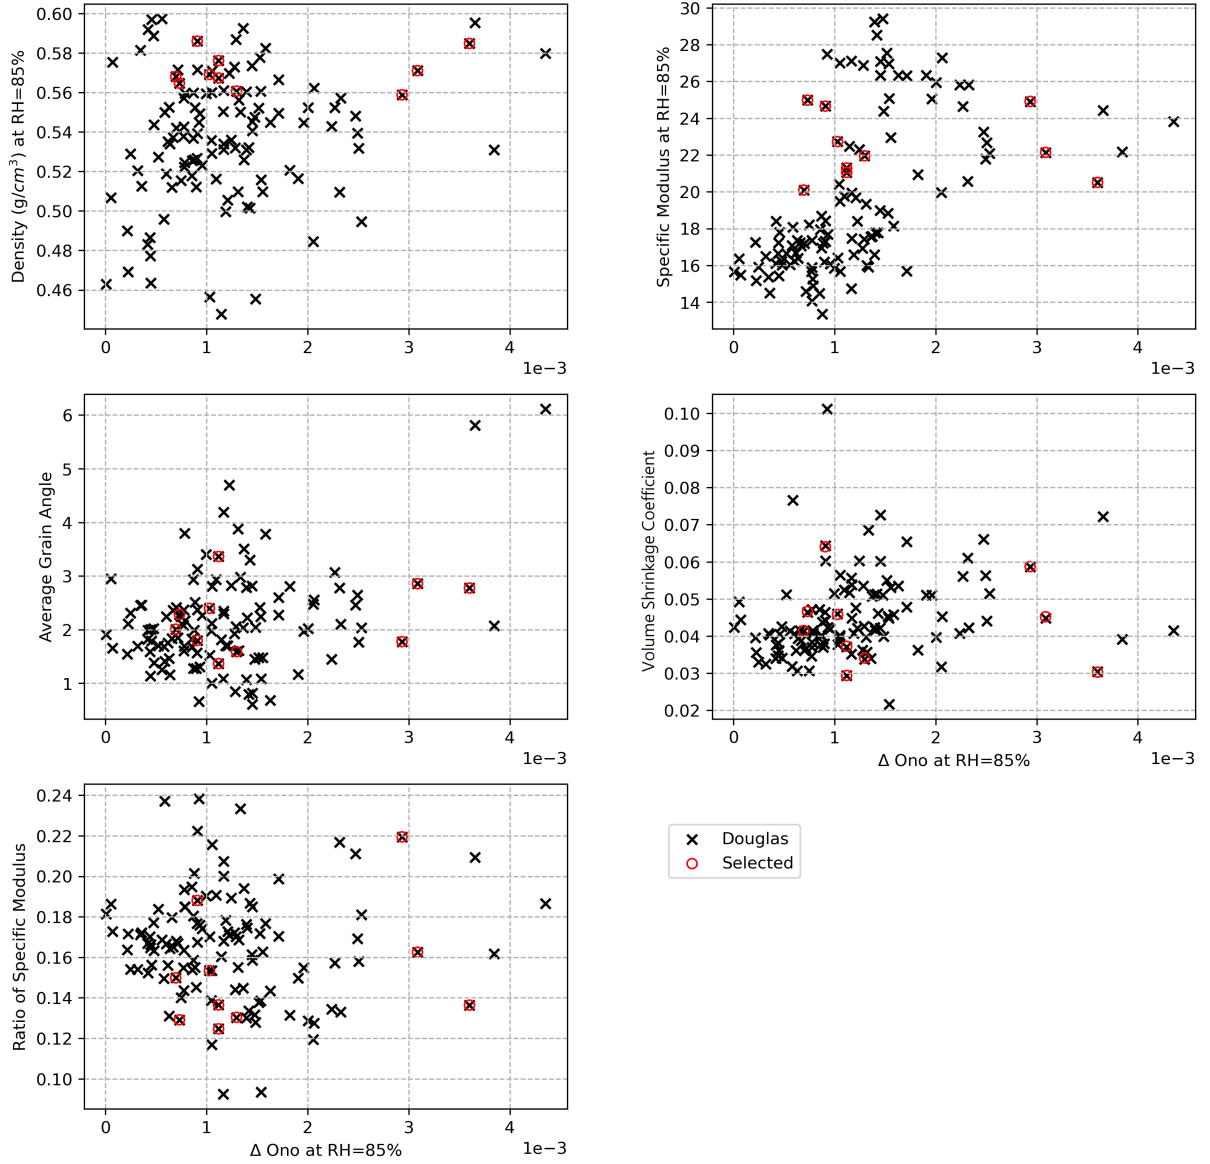 0.60
0.58
0.56
0.54
0.52
0.50
0.48
0.46
Density (g/cm³) at RH=85%
0 1 2 3 4
1e−3
30
28
26
24
22
20
18
16
14
Specific Modulus at RH=85%
0 1 2 3 4
1e−3
6
5
4
3
2
1
Average Grain Angle
0 1 2 3 4
1e−3
0.10
0.09
0.08
0.07
0.06
0.05
0.04
0.03
0.02
Volume Shrinkage Coefficient
0 1 2 3 4
Δ Ono at RH=85%
1e−3
0.24
0.22
0.20
0.18
0.16
0.14
0.12
0.10
Ratio of Specific Modulus
0 1 2 3 4
Δ Ono at RH=85%
1e−3
Douglas
Selected